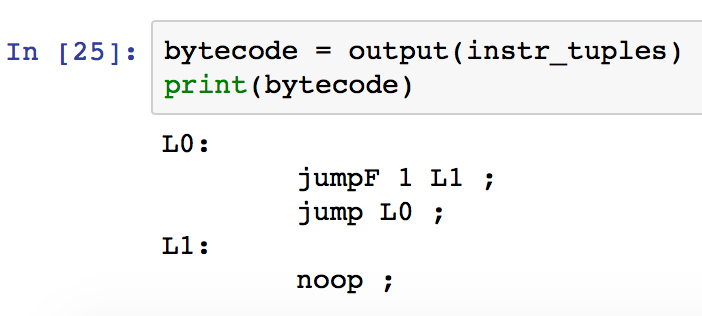 In [25]: bytecode = output(instr_tuples)
print(bytecode)
L0:
jumpF 1 L1 ;
jump L0 ;
L1:
noop ;